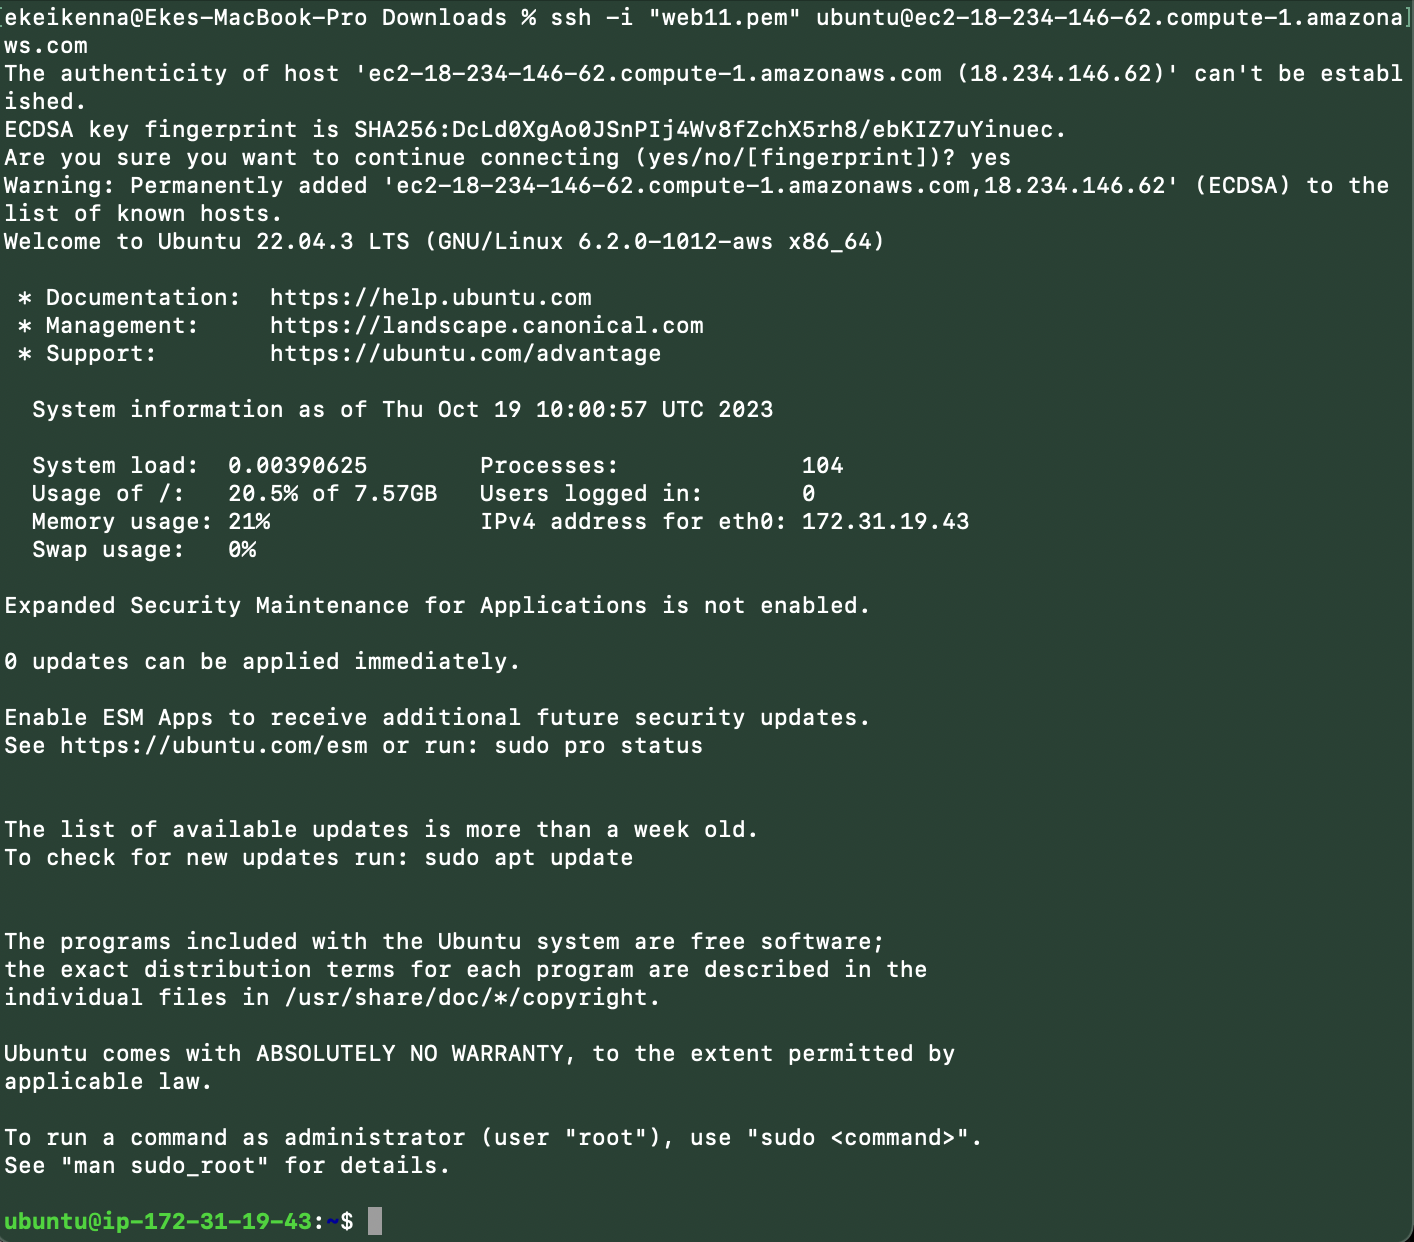 [ekeikenna@Ekes-MacBook-Pro Downloads % ssh -i "web11.pem" ubuntu@ec2-18-234-146-62.compute-1.amazona]
ws.com
The authenticity of host 'ec2-18-234-146-62.compute-1.amazonaws.com (18.234.146.62)' can't be establ
ished.
ECDSA key fingerprint is SHA256:DcLd0XgAo0JSnPIj4Wv8fZchX5rh8/ebKIZ7uYinuec.
Are you sure you want to continue connecting (yes/no/[fingerprint])? yes
Warning: Permanently added 'ec2-18-234-146-62.compute-1.amazonaws.com,18.234.146.62' (ECDSA) to the
list of known hosts.
Welcome to Ubuntu 22.04.3 LTS (GNU/Linux 6.2.0-1012-aws x86_64)

 * Documentation:  https://help.ubuntu.com
 * Management:     https://landscape.canonical.com
 * Support:        https://ubuntu.com/advantage

  System information as of Thu Oct 19 10:00:57 UTC 2023

  System load:  0.00390625        Processes:             104
  Usage of /:   20.5% of 7.57GB   Users logged in:       0
  Memory usage: 21%               IPv4 address for eth0: 172.31.19.43
  Swap usage:   0%

Expanded Security Maintenance for Applications is not enabled.

0 updates can be applied immediately.

Enable ESM Apps to receive additional future security updates.
See https://ubuntu.com/esm or run: sudo pro status

The list of available updates is more than a week old.
To check for new updates run: sudo apt update

The programs included with the Ubuntu system are free software;
the exact distribution terms for each program are described in the
individual files in /usr/share/doc/*/copyright.

Ubuntu comes with ABSOLUTELY NO WARRANTY, to the extent permitted by
applicable law.

To run a command as administrator (user "root"), use "sudo <command>".
See "man sudo_root" for details.

ubuntu@ip-172-31-19-43:~$